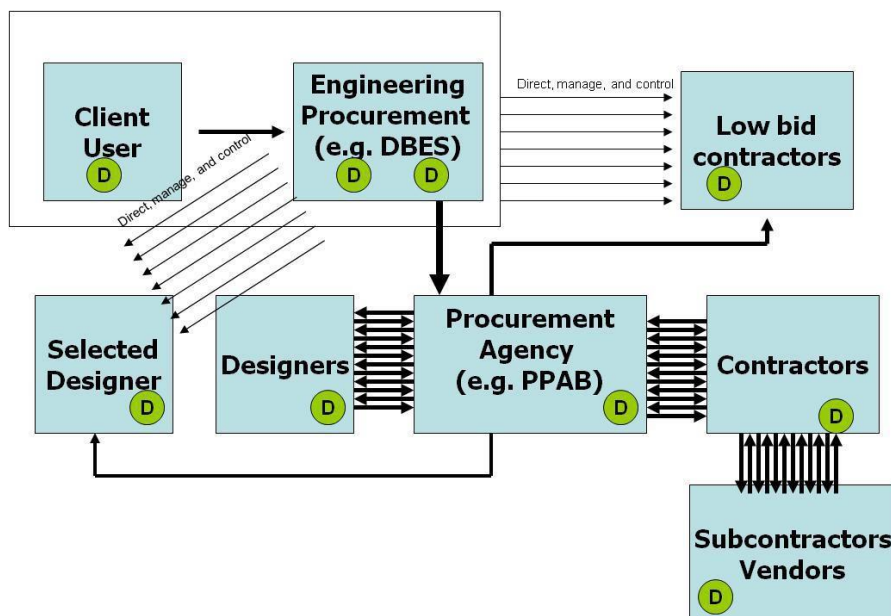 Client
User
D
Engineering
Procurement
(e.g. DBES)
D D
Direct, manage, and control
Low bid
contractors
D
Direct, manage, and control
Selected
Designer
D
Designers
D
Procurement
Agency
(e.g. PPAB)
D
Contractors
D
Subcontractors
Vendors
D